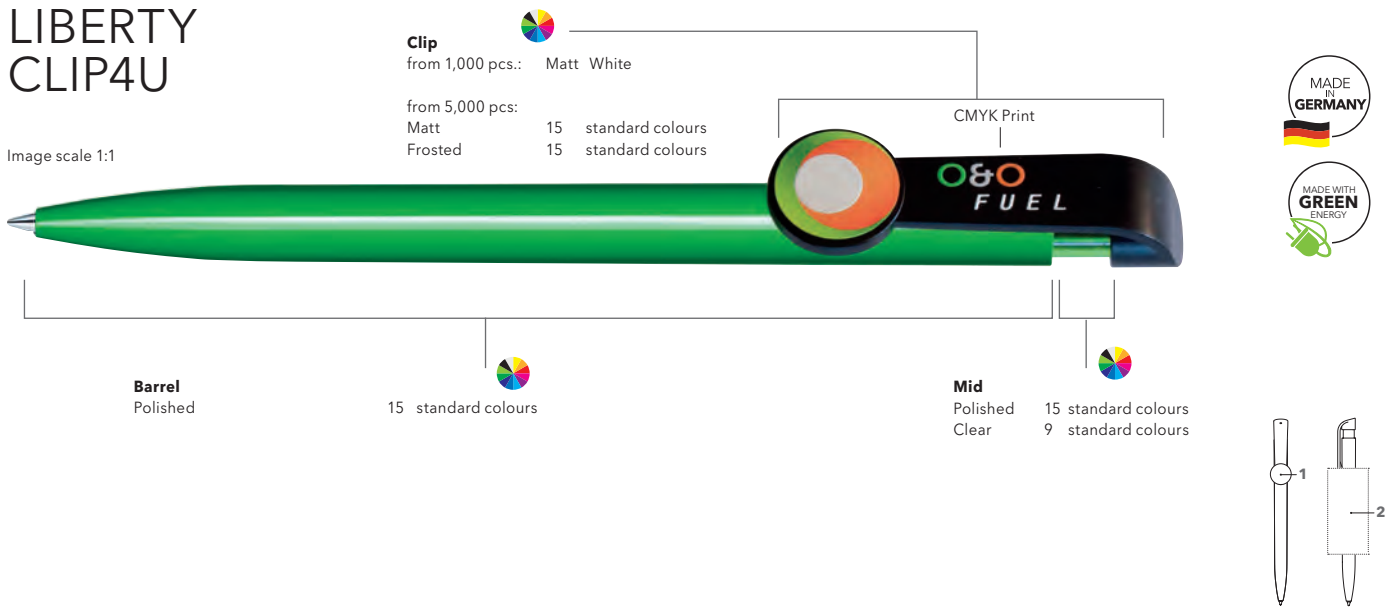 LIBERTY
CLIP4U
Image scale 1:1
Clip
from 1,000 pcs.: Matt White
from 5,000 pcs:
Matt 15 standard colours
Frosted 15 standard colours
CMYK Print
O&O
FUEL
MADE
IN
GERMANY
MADE WITH
GREEN
ENERGY
Barrel
Polished 15 standard colours
Mid
Polished 15 standard colours
Clear 9 standard colours
1
2